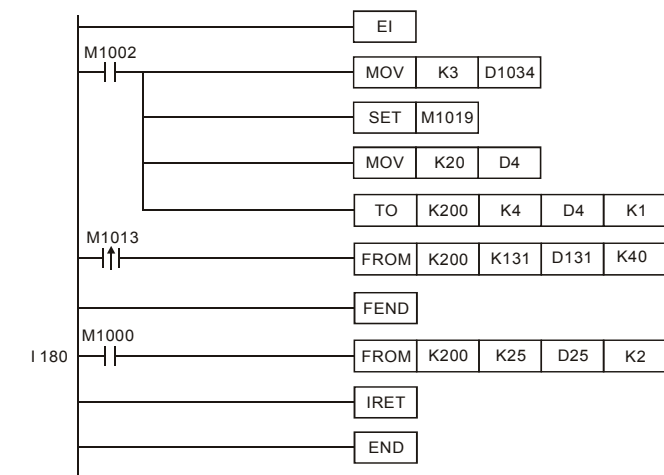 EI
M1002
MOV K3 D1034
SET M1019
MOV K20 D4
TO K200 K4 D4 K1
M1013
FROM K200 K131 D131 K40
FEND
M1000
I 180 FROM K200 K25 D25 K2
IRET
END